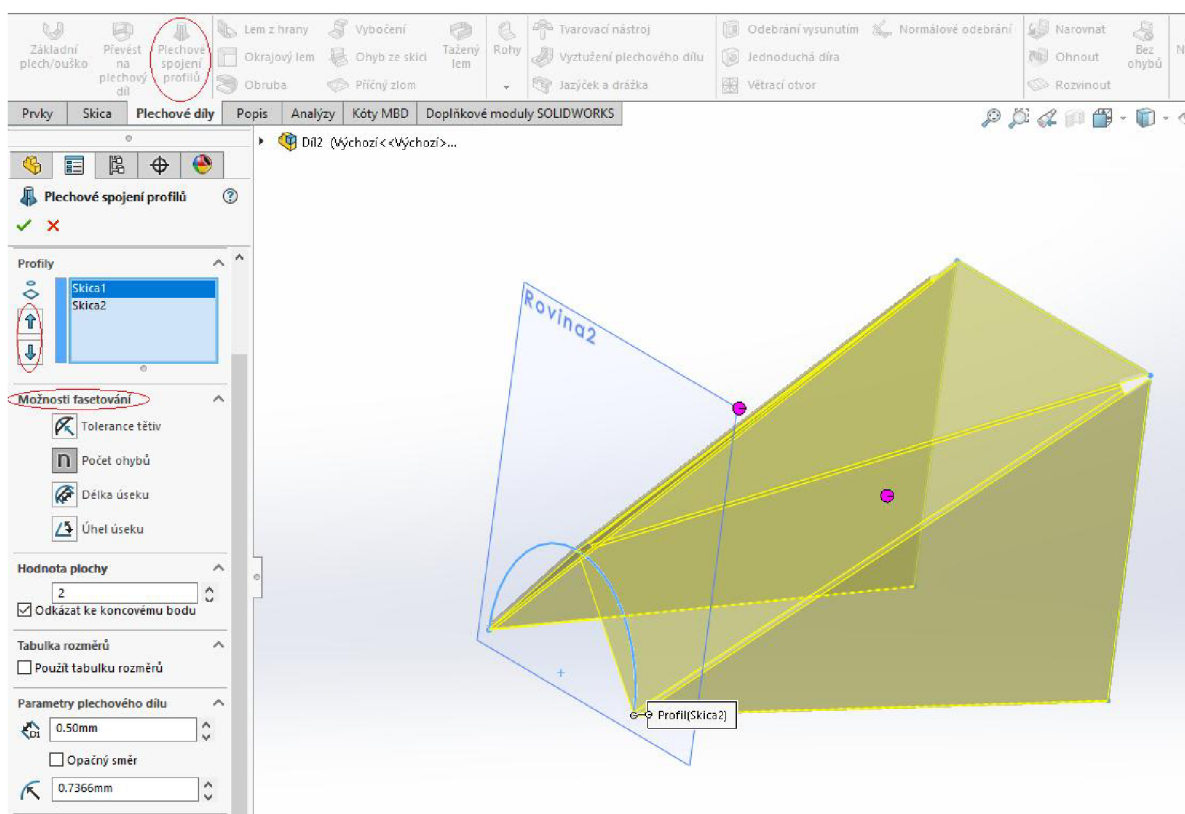 Základní plech/ouško
Převést na plechový díl
Plechové spojení profilů
Lem z hrany
Okrajový lem
Obruba
Vybočení
Ohyb ze skici
Příčný zlom
Tažený lem
Rohy
Tvarovací nástroj
Vyztužení plechového dílu
Jazýček a drážka
Odebrání vysunutím
Jednoduchá díra
Větrací otvor
Normálové odebrání
Narovnat
Ohnout
Rozvinout
Bez ohybů
N
Prvky Skica Plechové díly Popis Analýzy Kóty MBD Doplňkové moduly SOLIDWORKS
Díl2 (Výchozí<<Výchozí>...
Plechové spojení profilů
Profily
Skica1
Skica2
Možnosti fasetování
Tolerance tětiv
Počet ohybů
Délka úseku
Úhel úseku
Hodnota plochy
2
Odkázat ke koncovému bodu
Tabulka rozměrů
Použít tabulku rozměrů
Parametry plechového dílu
0.50mm
Opačný směr
0.7366mm
Rovina2
Profil(Skica2)